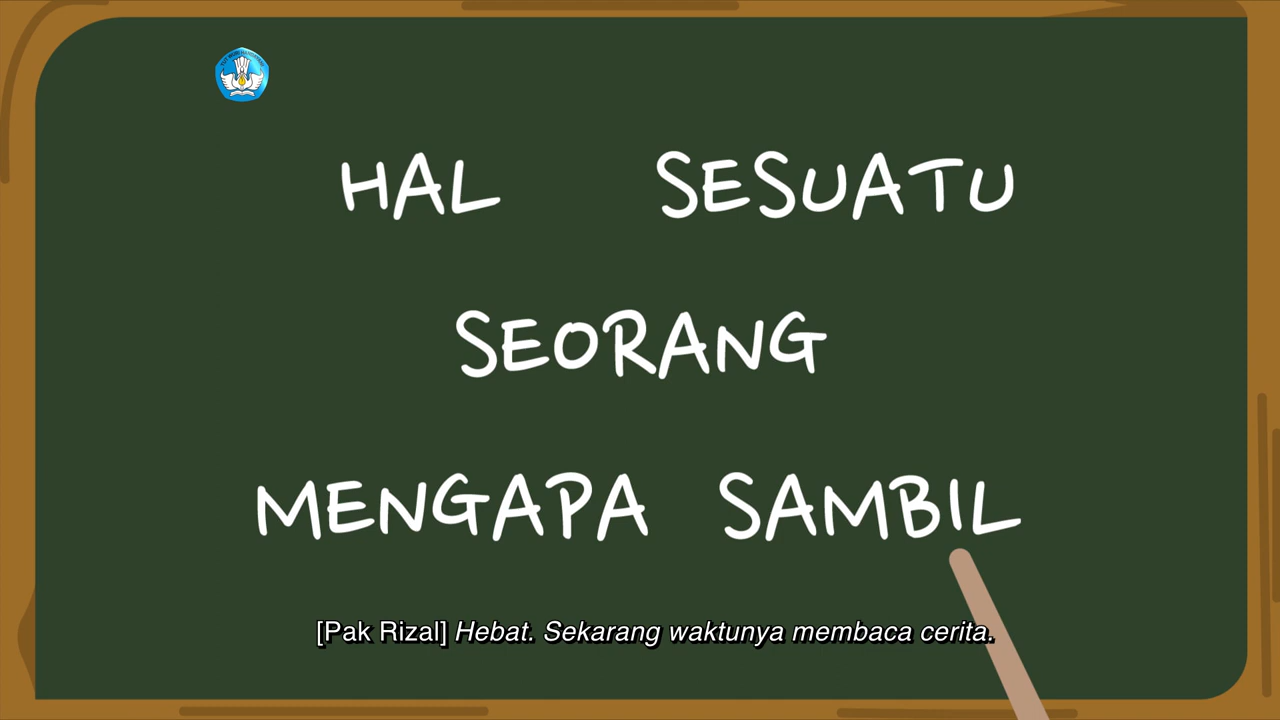 HAL SESUATU
SEORANG
MENGAPA SAMBIL
[Pak Rizal] Hebat. Sekarang waktunya membaca cerita.